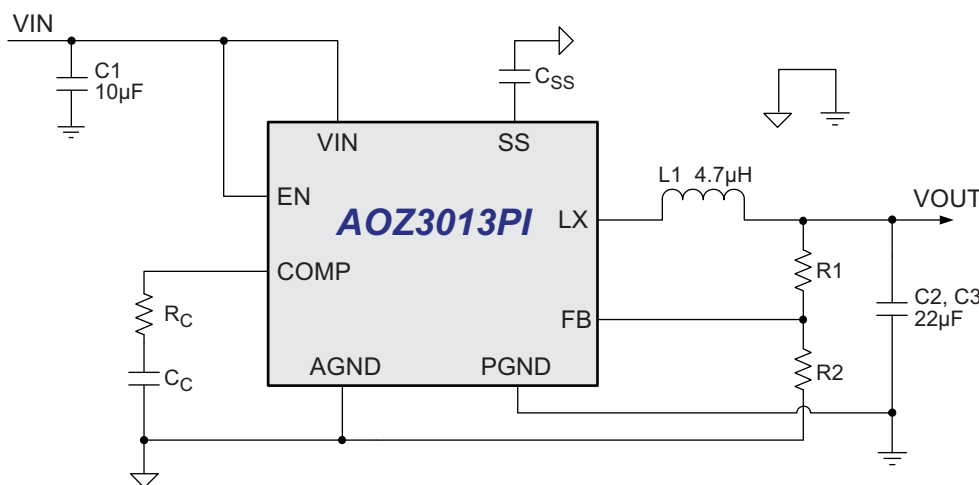 VIN
C1
10µF
CSS
VIN
SS
L1 4.7µH
EN
LX
VOUT
AOZ3013PI
COMP
R1
RC
FB
C2, C3
22µF
CC
AGND
PGND
R2